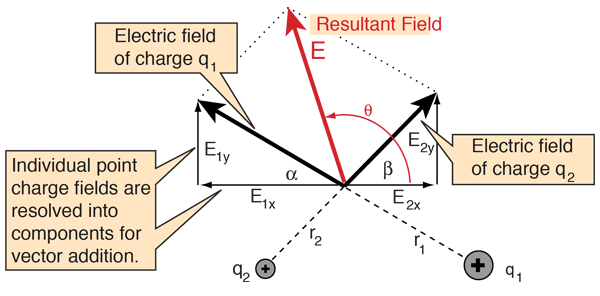 Resultant Field
E
Electric field
of charge q1
θ
E1y
E2y
Electric field
of charge q2
Individual point
charge fields are
resolved into
components for
vector addition.
α
β
E1x
E2x
r2
r1
q2
+
+
q1